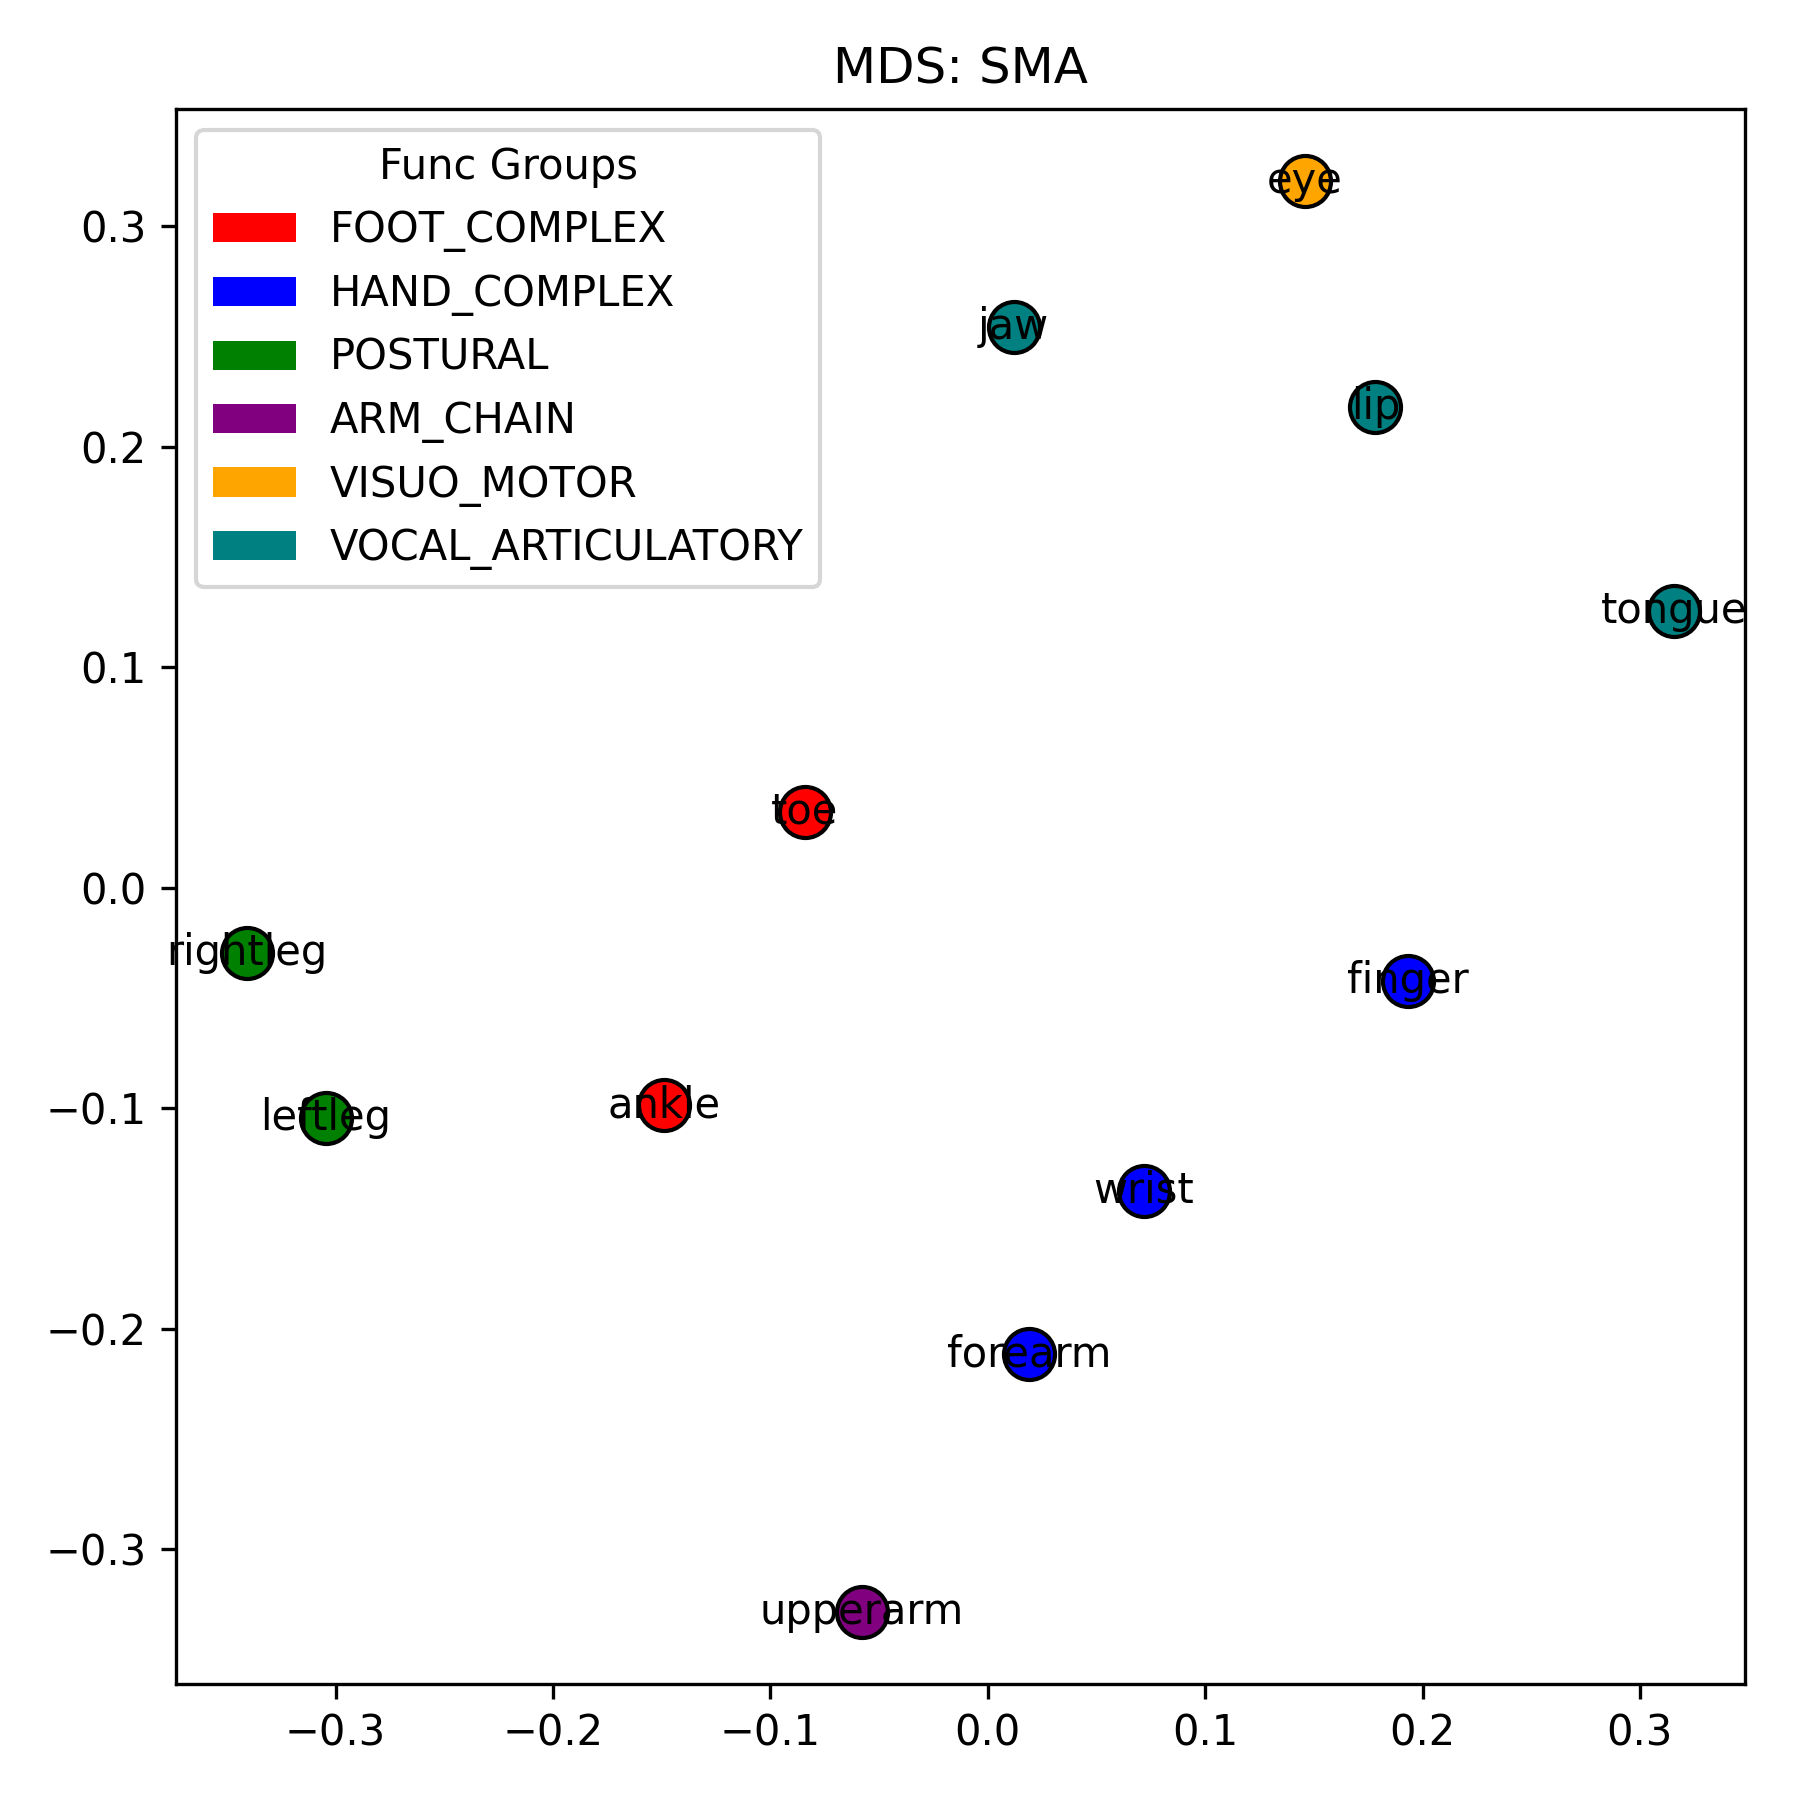 MDS: SMA
Func Groups
FOOT_COMPLEX
HAND_COMPLEX
POSTURAL
ARM_CHAIN
VISUO_MOTOR
VOCAL_ARTICULATORY
eye
jaw
lip
tongue
toe
rightleg
finger
leftleg
ankle
wrist
forearm
upperarm
0.3
0.2
0.1
0.0
−0.1
−0.2
−0.3
−0.3 −0.2 −0.1 0.0 0.1 0.2 0.3